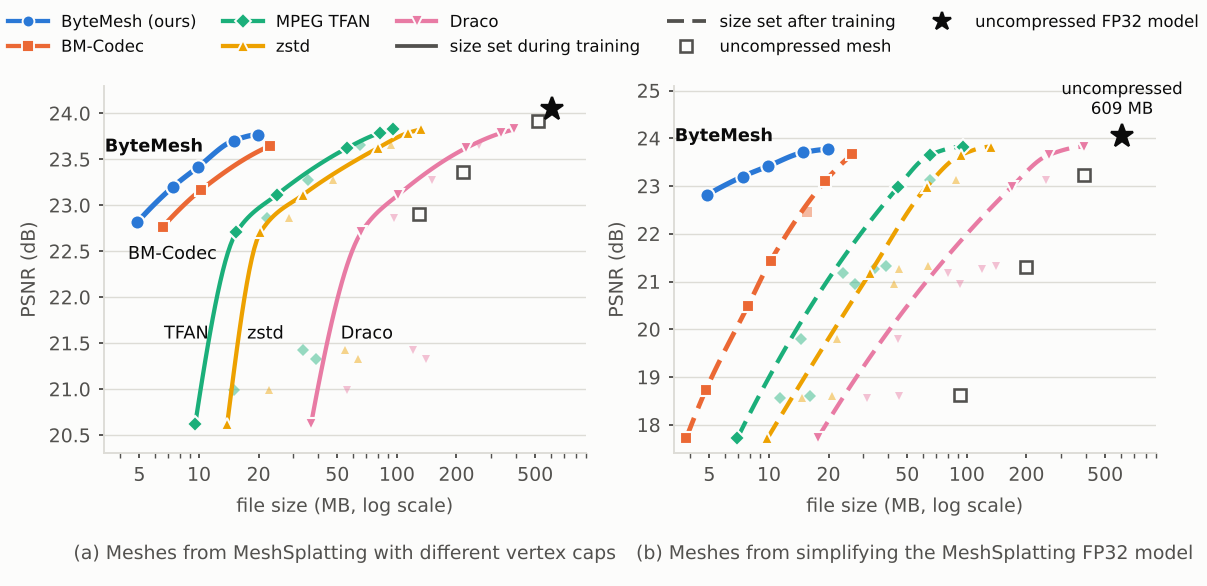 ByteMesh (ours)
BM-Codec
MPEG TFAN
zstd
Draco
size set during training
size set after training
uncompressed mesh
uncompressed FP32 model
PSNR (dB)
24.0
23.5
23.0
22.5
22.0
21.5
21.0
20.5
ByteMesh
BM-Codec
TFAN
zstd
Draco
5 10 20 50 100 200 500
file size (MB, log scale)
(a) Meshes from MeshSplatting with different vertex caps
PSNR (dB)
25
24
23
22
21
20
19
18
uncompressed
609 MB
ByteMesh
5 10 20 50 100 200 500
file size (MB, log scale)
(b) Meshes from simplifying the MeshSplatting FP32 model